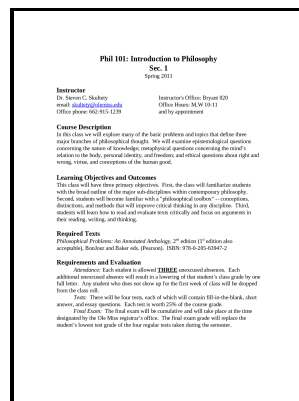 Phil 101: Introduction to Philosophy
Sec. 1
Spring 2011
Instructor
Dr. Steven C. Skultety Instructor's Office: Bryant 020
email: skultety@olemiss.edu Office Hours: M,W 10-11
Office phone: 662-915-1239 and by appointment
Course Description
In this class we will explore many of the basic problems and topics that define three
major branches of philosophical thought. We will examine epistemological questions
concerning the nature of knowledge; metaphysical questions concerning the mind's
relation to the body, personal identity, and freedom; and ethical questions about right and
wrong, virtue, and conceptions of the human good.
Learning Objectives and Outcomes
This class will have three primary objectives. First, the class will familiarize students
with the broad outline of the major sub-disciplines within contemporary philosophy.
Second, students will become familiar with a "philosophical toolbox" -- conceptions,
distinctions, and methods that will improve critical thinking in any discipline. Third,
students will learn how to read and evaluate texts critically and focus on arguments in
their reading, writing, and thinking.
Required Texts
Philosophical Problems: An Annotated Anthology, 2nd edition (1st edition also
acceptable), BonJour and Baker eds. (Pearson). ISBN: 978-0-205-63947-2
Requirements and Evaluation
Attendance: Each student is allowed THREE unexcused absences. Each
additional unexcused absence will result in a lowering of that student's class grade by one
full letter. Any student who does not show up for the first week of class will be dropped
from the class roll.
Tests: There will be four tests, each of which will contain fill-in-the-blank, short
answer, and essay questions. Each test is worth 25% of the course grade.
Final Exam: The final exam will be cumulative and will take place at the time
designated by the Ole Miss registrar's office. The final exam grade will replace the
student's lowest test grade of the four regular tests taken during the semester.